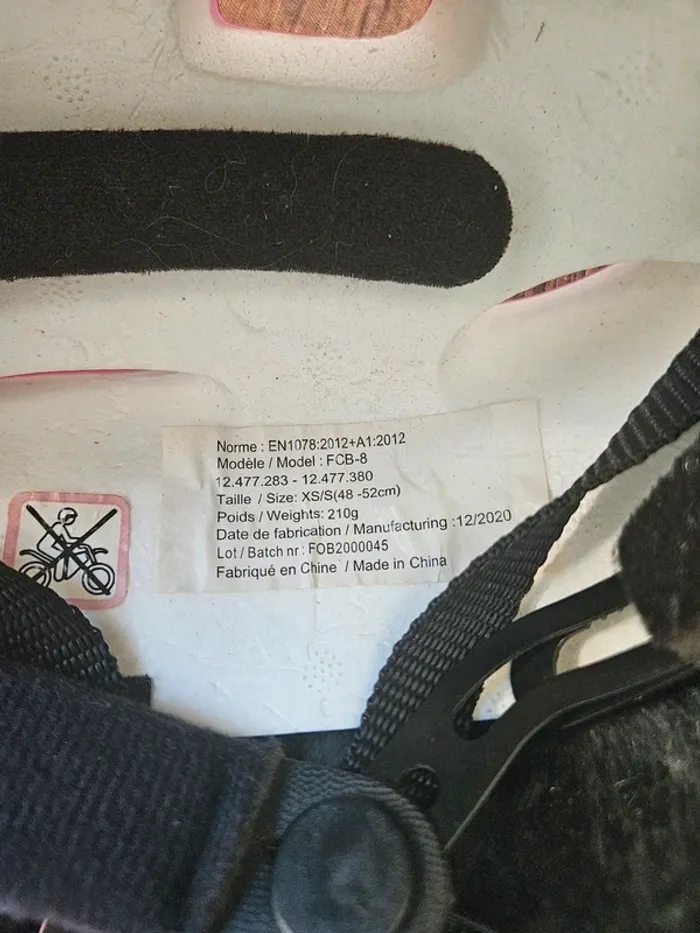 Norme : EN1078:2012+A1:2012
Modèle / Model : FCB-8
12.477.283 - 12.477.380
Taille / Size: XS/S(48 -52cm)
Poids / Weights: 210g
Date de fabrication / Manufacturing :12/2020
Lot / Batch nr : FOB2000045
Fabriqué en Chine / Made in China